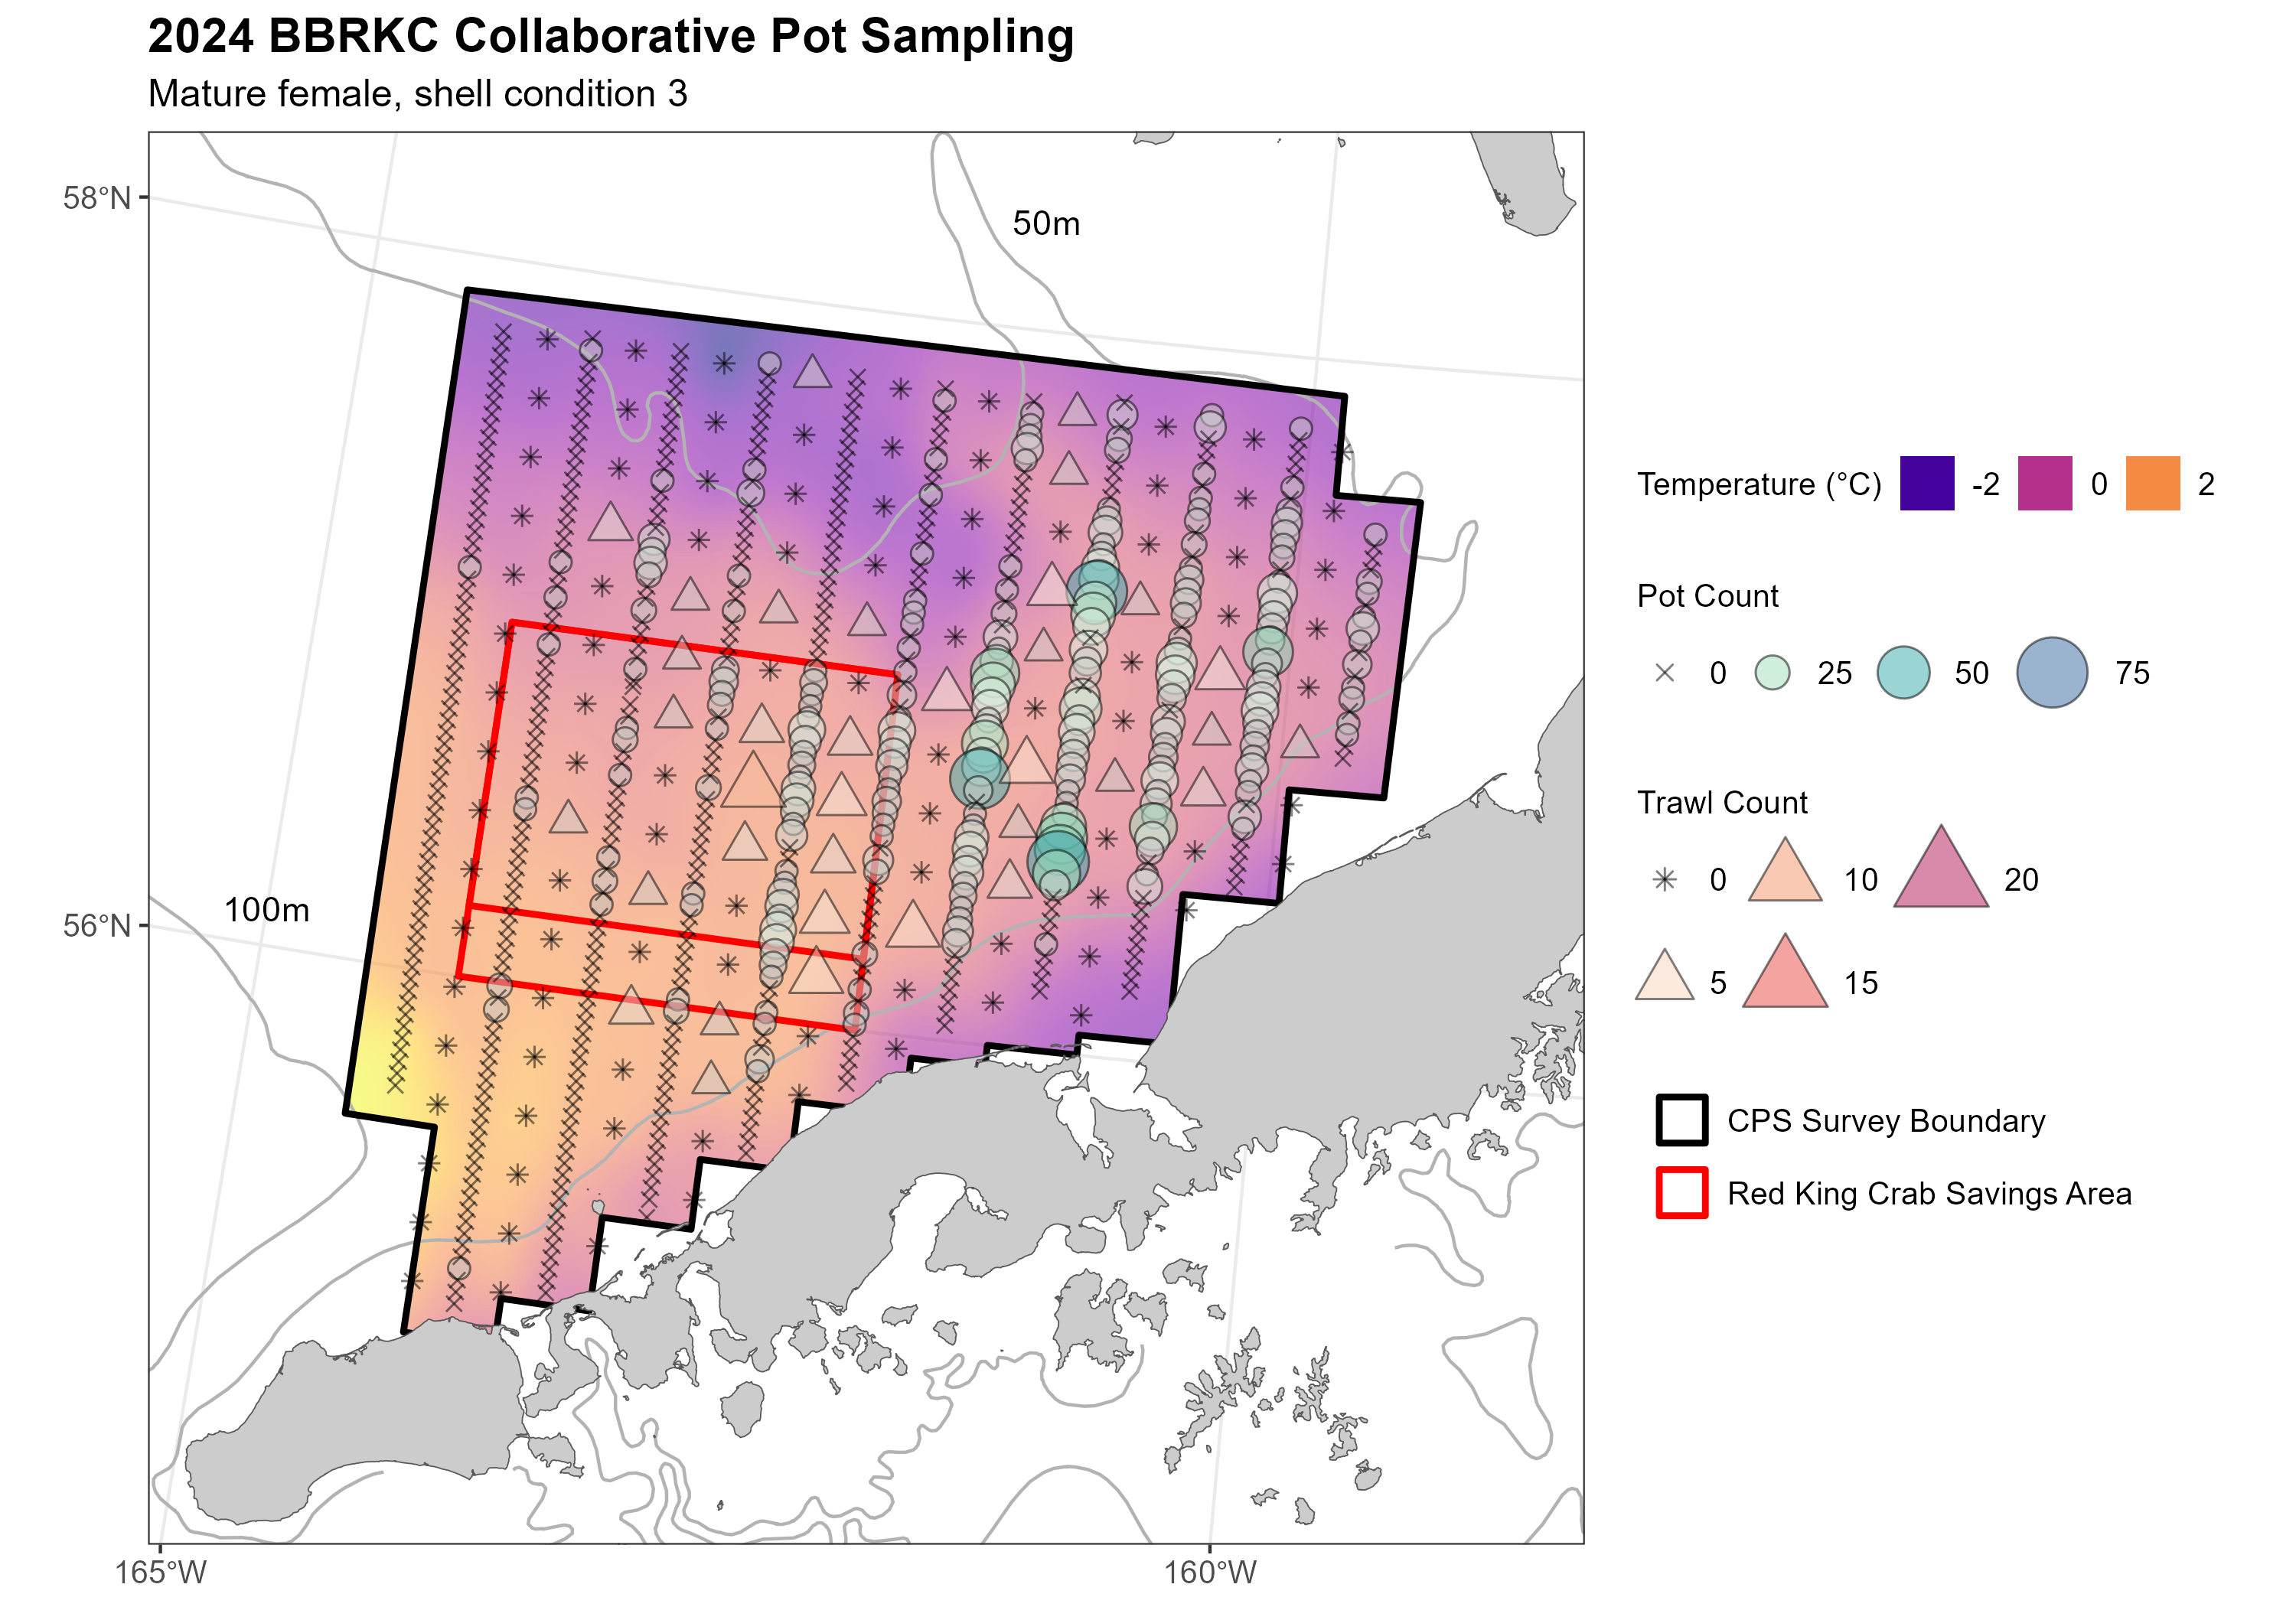 2024 BBRKC Collaborative Pot Sampling
Mature female, shell condition 3
58°N
56°N
165°W
160°W
50m
100m
Temperature (°C) -2 0 2
Pot Count
0 25 50 75
Trawl Count
0 10 20
5 15
CPS Survey Boundary
Red King Crab Savings Area